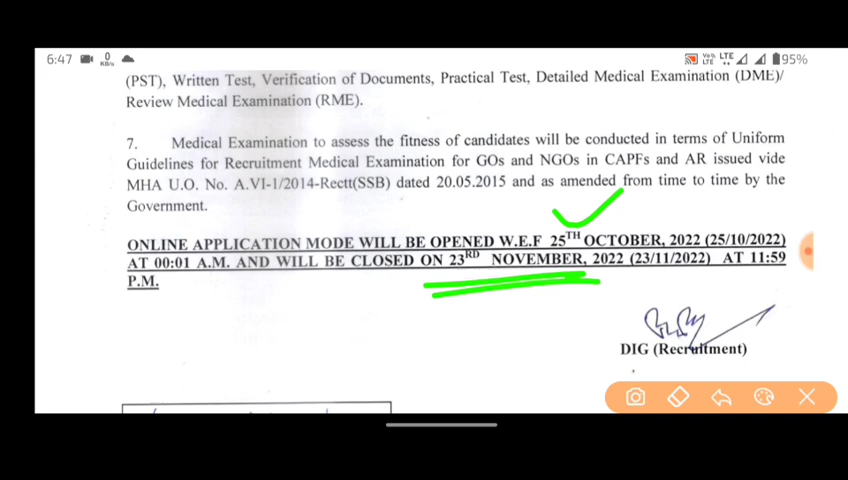 6:47 0 KB/s Vo)) LTE LTE 95%
(PST), Written Test, Verification of Documents, Practical Test, Detailed Medical Examination (DME)/
Review Medical Examination (RME).
7. Medical Examination to assess the fitness of candidates will be conducted in terms of Uniform
Guidelines for Recruitment Medical Examination for GOs and NGOs in CAPFs and AR issued vide
MHA U.O. No. A.VI-1/2014-Rectt(SSB) dated 20.05.2015 and as amended from time to time by the
Government.
ONLINE APPLICATION MODE WILL BE OPENED W.E.F 25TH OCTOBER, 2022 (25/10/2022)
AT 00:01 A.M. AND WILL BE CLOSED ON 23RD NOVEMBER, 2022 (23/11/2022) AT 11:59
P.M.
DIG (Recruitment)